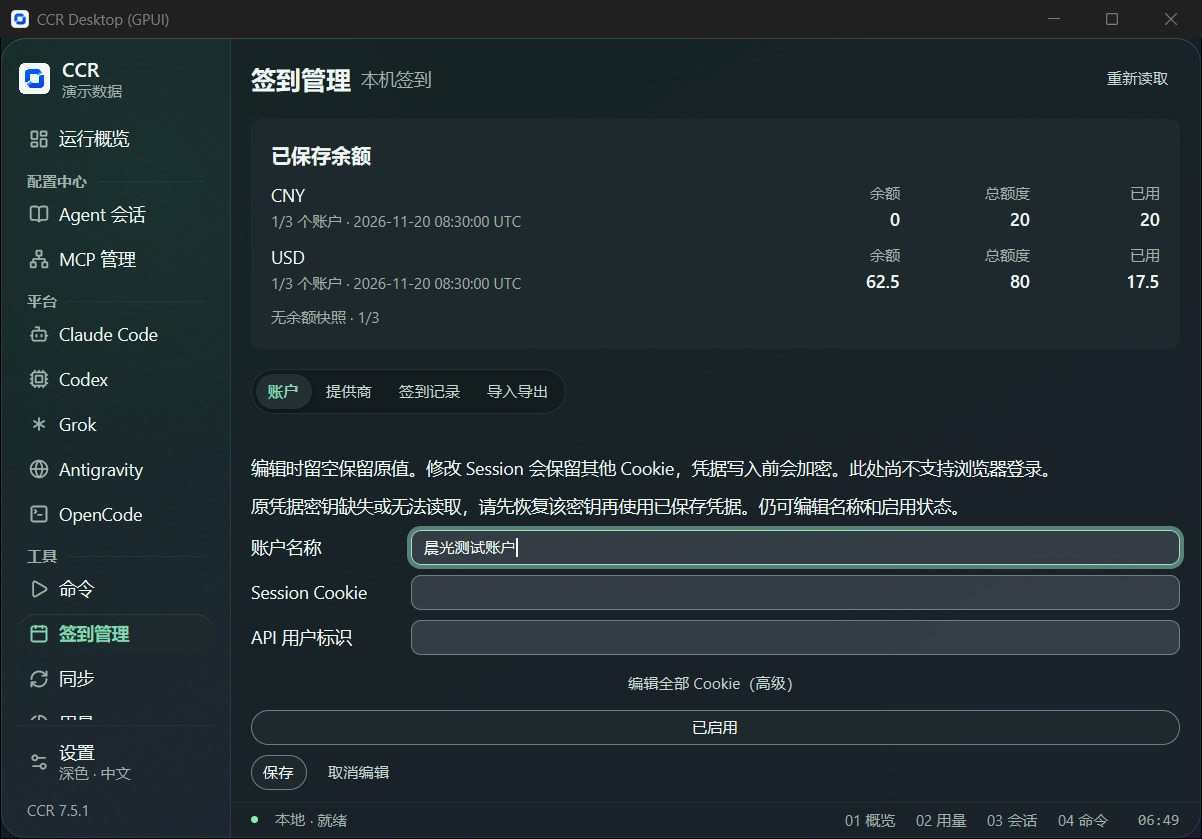 CCR Desktop (GPUI)
CCR
演示数据
运行概览
配置中心
Agent 会话
MCP 管理
平台
Claude Code
Codex
Grok
Antigravity
OpenCode
工具
命令
签到管理
同步
设置
深色 · 中文
CCR 7.5.1
签到管理 本机签到
重新读取
已保存余额
CNY
余额 总额度 已用
1/3 个账户 · 2026-11-20 08:30:00 UTC
0 20 20
USD
余额 总额度 已用
1/3 个账户 · 2026-11-20 08:30:00 UTC
62.5 80 17.5
无余额快照 · 1/3
账户 提供商 签到记录 导入导出
编辑时留空保留原值。修改 Session 会保留其他 Cookie，凭据写入前会加密。此处尚不支持浏览器登录。
原凭据密钥缺失或无法读取，请先恢复该密钥再使用已保存凭据。仍可编辑名称和启用状态。
账户名称 晨光测试账户
Session Cookie
API 用户标识
编辑全部 Cookie（高级）
已启用
保存 取消编辑
本地 · 就绪
01 概览 02 用量 03 会话 04 命令 06:49